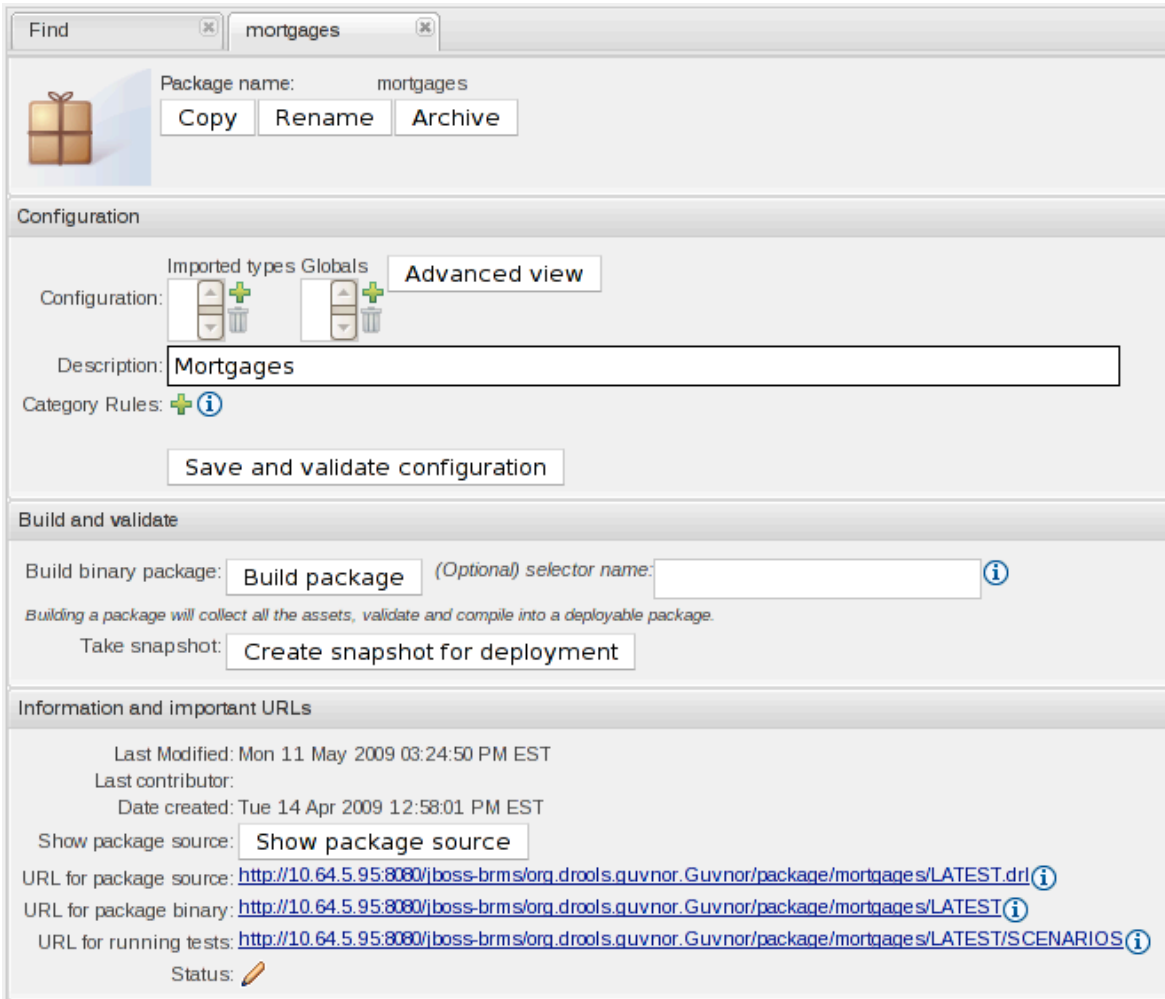 Find
mortgages
Package name: mortgages
Copy Rename Archive
Configuration
Imported types Globals Advanced view
Configuration:
Description: Mortgages
Category Rules:
Save and validate configuration
Build and validate
Build binary package: Build package (Optional) selector name:
Building a package will collect all the assets, validate and compile into a deployable package.
Take snapshot: Create snapshot for deployment
Information and important URLs
Last Modified: Mon 11 May 2009 03:24:50 PM EST
Last contributor:
Date created: Tue 14 Apr 2009 12:58:01 PM EST
Show package source: Show package source
URL for package source: http://10.64.5.95:8080/jboss-brms/org.drools.guvnor.Guvnor/package/mortgages/LATEST.drl
URL for package binary: http://10.64.5.95:8080/jboss-brms/org.drools.guvnor.Guvnor/package/mortgages/LATEST
URL for running tests: http://10.64.5.95:8080/jboss-brms/org.drools.guvnor.Guvnor/package/mortgages/LATEST/SCENARIOS
Status: